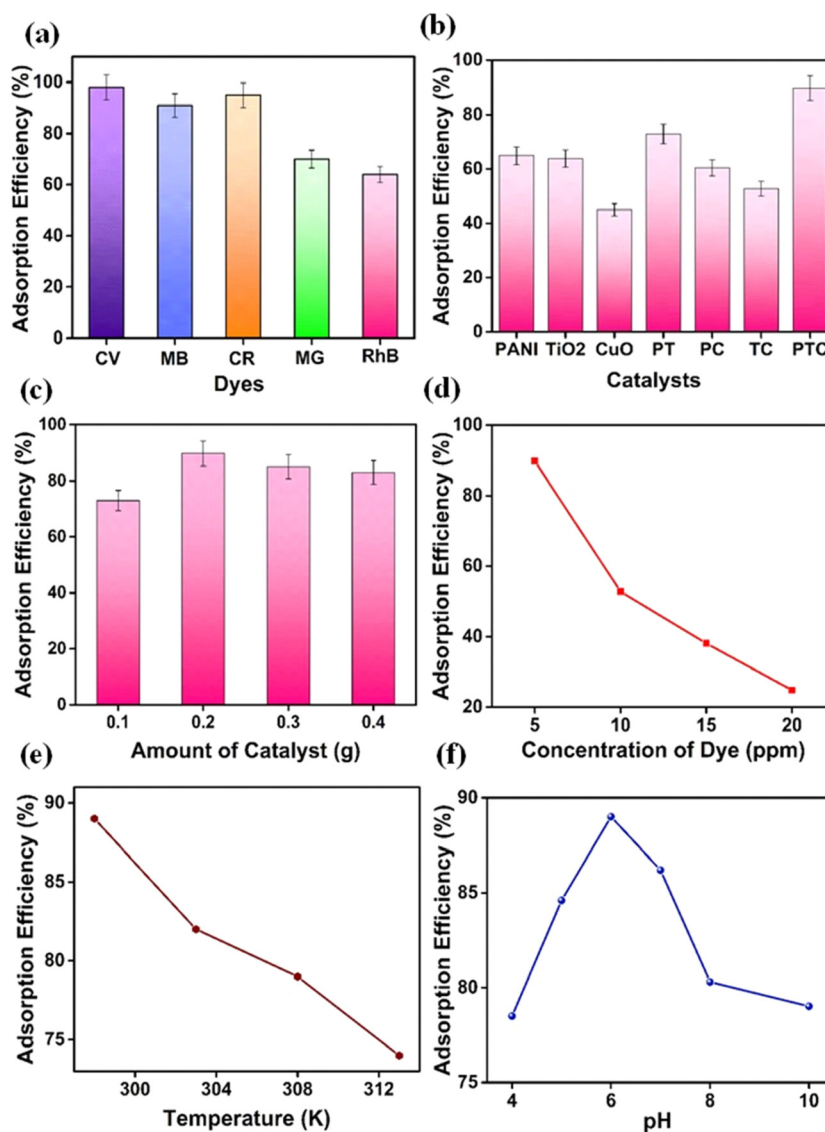 (a)
Adsorption Efficiency (%)
100
80
60
40
20
0
CV MB CR MG RhB
Dyes
(b)
Adsorption Efficiency (%)
100
80
60
40
20
0
PANI TiO2 CuO PT PC TC PTC
Catalysts
(c)
Adsorption Efficiency (%)
100
80
60
40
20
0
0.1 0.2 0.3 0.4
Amount of Catalyst (g)
(d)
Adsorption Efficiency (%)
100
80
60
40
20
5 10 15 20
Concentration of Dye (ppm)
(e)
Adsorption Efficiency (%)
90
85
80
75
300 304 308 312
Temperature (K)
(f)
Adsorption Efficiency (%)
90
85
80
75
4 6 8 10
pH